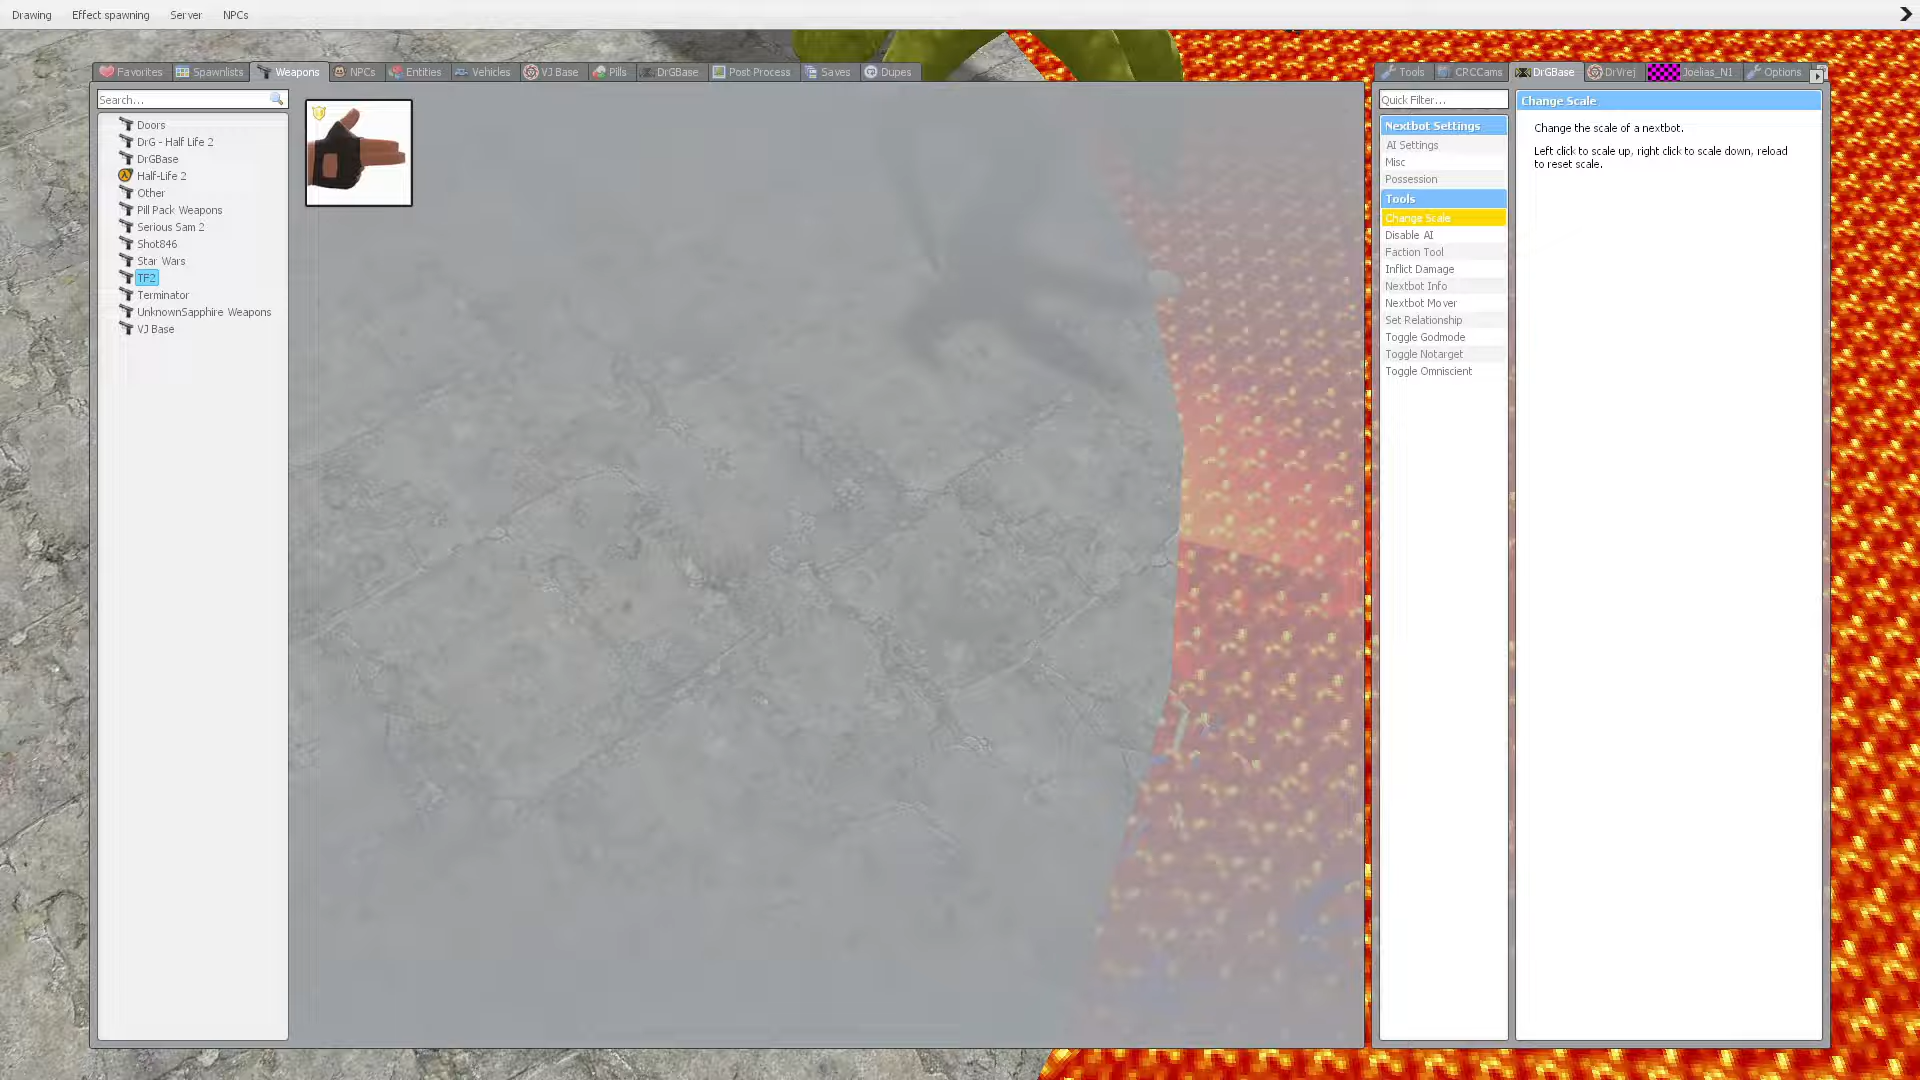 Drawing Effect spawning Server NPCs
Favorites Spawnlists Weapons NPCs Entities Vehicles VJ Base Pills DrGBase Post Process Saves Dupes
Search...
Doors
DrG - Half Life 2
DrGBase
Half-Life 2
Other
Pill Pack Weapons
Serious Sam 2
Shot846
Star Wars
TF2
Terminator
UnknownSapphire Weapons
VJ Base
Tools CRCCams DrGBase DrVrej Joelias_N1 Options
Quick Filter...
Nextbot Settings
AI Settings
Misc
Possession
Tools
Change Scale
Disable AI
Faction Tool
Inflict Damage
Nextbot Info
Nextbot Mover
Set Relationship
Toggle Godmode
Toggle Notarget
Toggle Omniscient
Change Scale
Change the scale of a nextbot.
Left click to scale up, right click to scale down, reload
to reset scale.